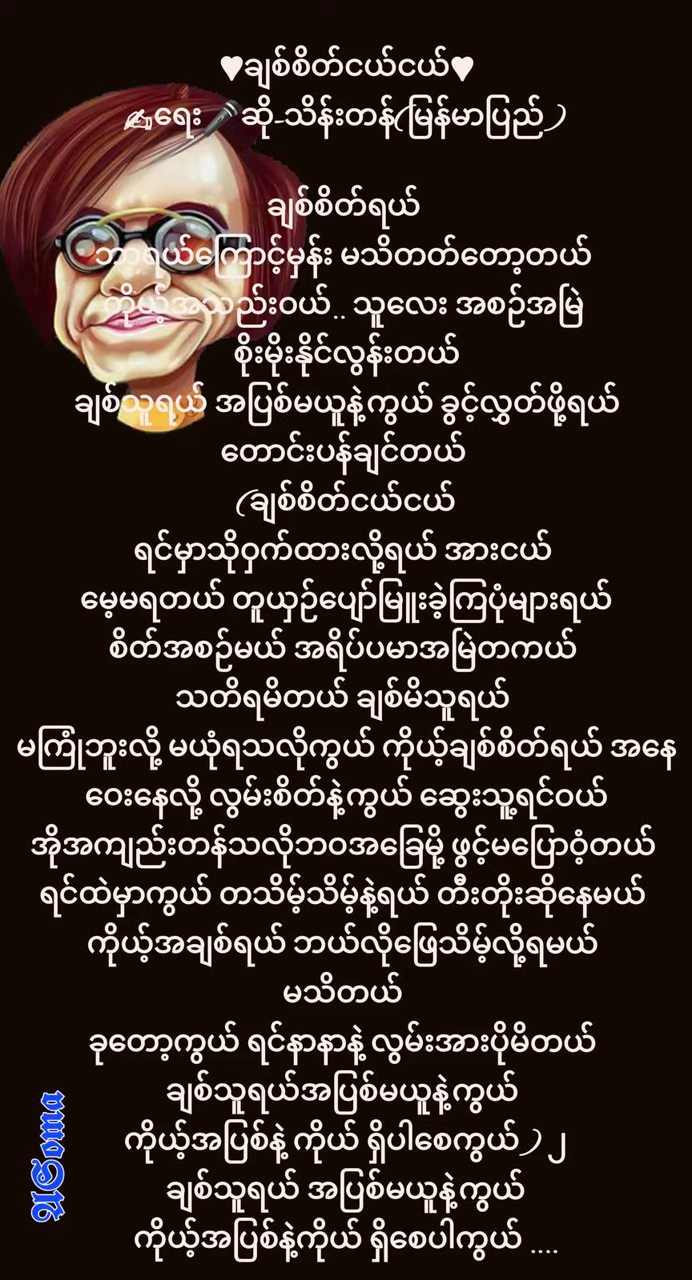 ♥ချစ်စိတ်ငယ်ငယ်♥
✍ရေး 🎤ဆို-သိန်းတန်(မြန်မာပြည်)
ချစ်စိတ်ရယ်
ဘာ့ရယ်ကြောင့်မှန်း မသိတတ်တော့တယ်
ကိုယ့်အသည်းဝယ်.. သူလေး အစဉ်အမြဲ
စိုးမိုးနိုင်လွန်းတယ်
ချစ်သူရယ် အပြစ်မယူနဲ့ကွယ် ခွင့်လွှတ်ဖို့ရယ်
တောင်းပန်ချင်တယ်
(ချစ်စိတ်ငယ်ငယ်
ရင်မှာသိုဝှက်ထားလို့ရယ် အားငယ်
မေ့မရတယ် တူယှဉ်ပျော်မြူးခဲ့ကြပုံများရယ်
စိတ်အစဉ်မယ် အရိပ်ပမာအမြဲတကယ်
သတိရမိတယ် ချစ်မိသူရယ်
မကြုံဘူးလို့ မယုံရသလိုကွယ် ကိုယ့်ချစ်စိတ်ရယ် အနေ
ဝေးနေလို့ လွမ်းစိတ်နဲ့ကွယ် ဆွေးသူ့ရင်ဝယ်
အိုအကျည်းတန်သလိုဘဝအခြေမို့ ဖွင့်မပြောဝံ့တယ်
ရင်ထဲမှာကွယ် တသိမ့်သိမ့်နဲ့ရယ် တီးတိုးဆိုနေမယ်
ကိုယ့်အချစ်ရယ် ဘယ်လိုဖြေသိမ့်လို့ရမယ်
မသိတယ်
ခုတော့ကွယ် ရင်နာနာနဲ့ လွမ်းအားပိုမိတယ်
ချစ်သူရယ်အပြစ်မယူနဲ့ကွယ်
ကိုယ့်အပြစ်နဲ့ ကိုယ် ရှိပါစေကွယ်)၂
ချစ်သူရယ် အပြစ်မယူနဲ့ကွယ်
ကိုယ့်အပြစ်နဲ့ကိုယ် ရှိစေပါကွယ် ....
USoma